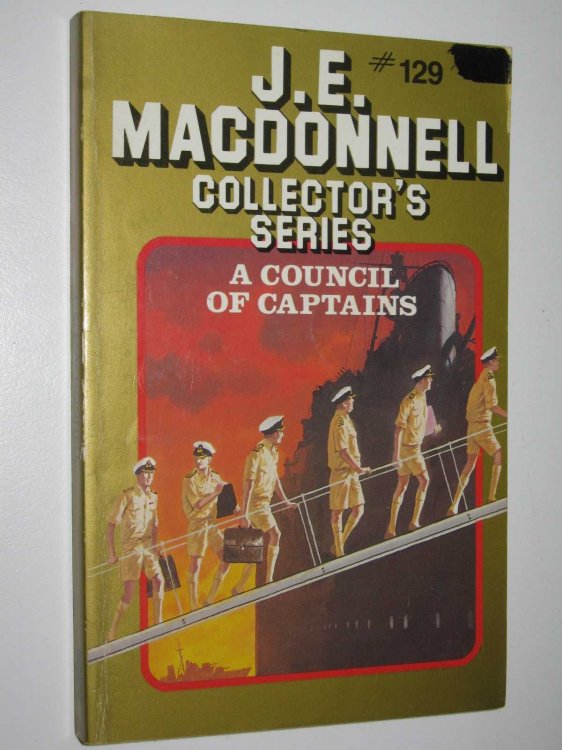 J.E. #129
MACDONNELL
COLLECTOR'S
SERIES
A COUNCIL
OF CAPTAINS